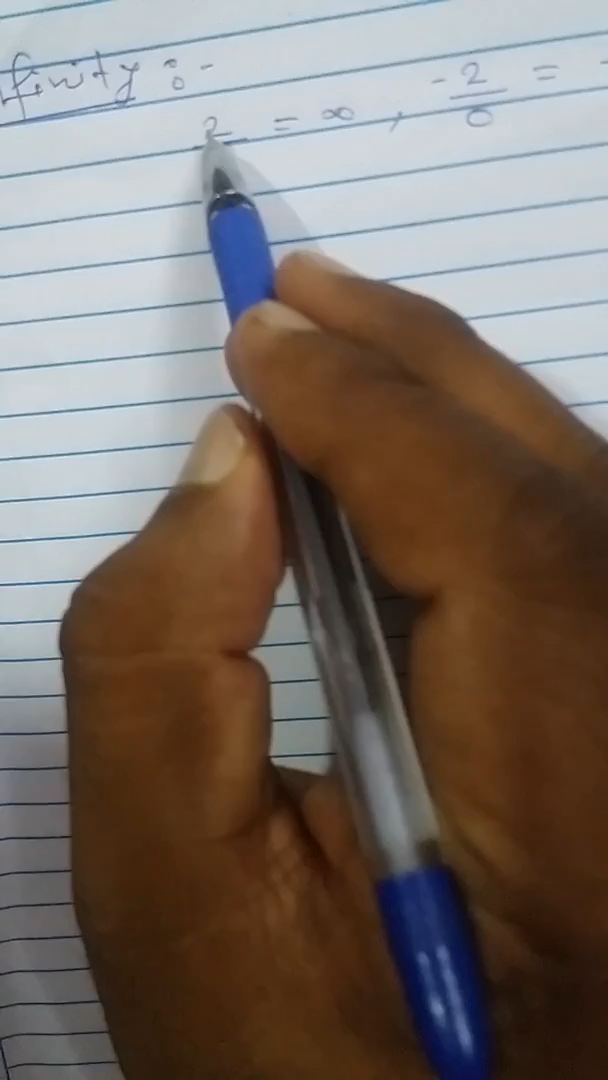 finity :-
2/ = ∞ , -2/0 = -